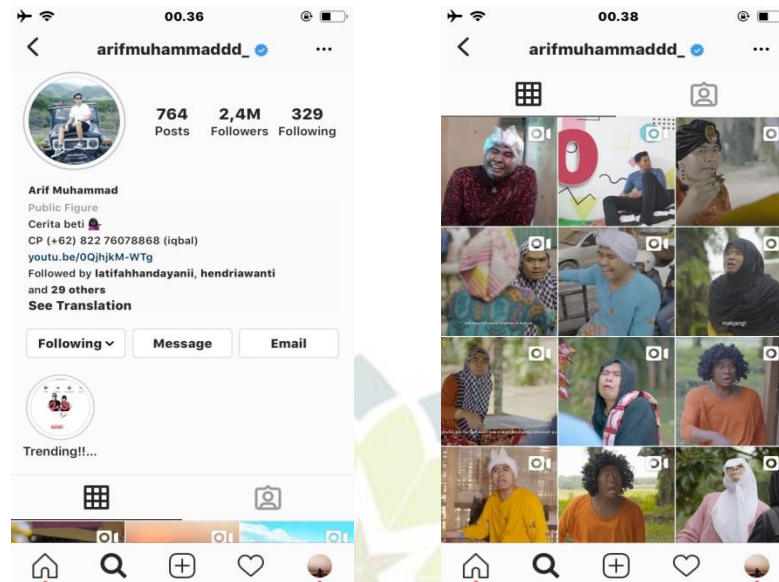 00.36
arifmuhammaddd_
764
2,4M
329
Posts
Followers
Following
Arif Muhammad
Public Figure
Cerita beti
CP (+62) 822 76078868 (iqbal)
youtu.be/0QjhjkM-WTg
Followed by latifahhandayanii, hendriawanti
and 29 others
See Translation
Following
Message
Email
Trending!!...
00.38
arifmuhammaddd_
makjang!